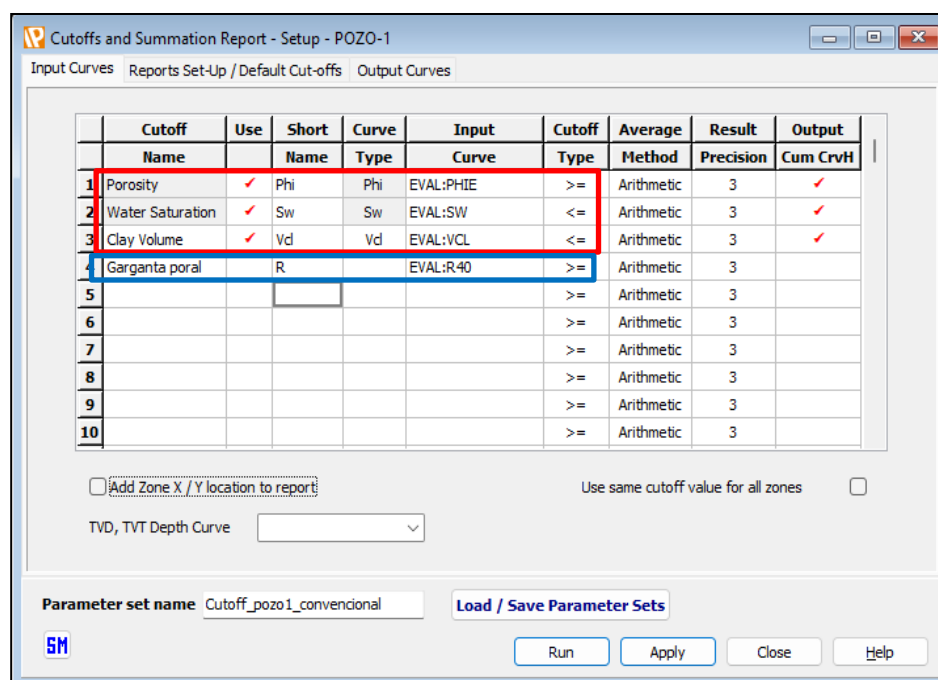 Cutoffs and Summation Report - Setup - POZO-1
Input Curves Reports Set-Up / Default Cut-offs Output Curves
Cutoff Use Short Curve Input Cutoff Average Result Output
Name Name Type Curve Type Method Precision Cum CrvH
1 Porosity ✓ Phi Phi EVAL:PHIE >= Arithmetic 3 ✓
2 Water Saturation ✓ Sw Sw EVAL:SW <= Arithmetic 3 ✓
3 Clay Volume ✓ Vcl Vcl EVAL:VCL <= Arithmetic 3 ✓
4 Garganta poral R EVAL:R40 >= Arithmetic 3
5 >= Arithmetic 3
6 >= Arithmetic 3
7 >= Arithmetic 3
8 >= Arithmetic 3
9 >= Arithmetic 3
10 >= Arithmetic 3
Add Zone X / Y location to report Use same cutoff value for all zones
TVD, TVT Depth Curve
Parameter set name Cutoff_pozo1_convencional Load / Save Parameter Sets
SM Run Apply Close Help